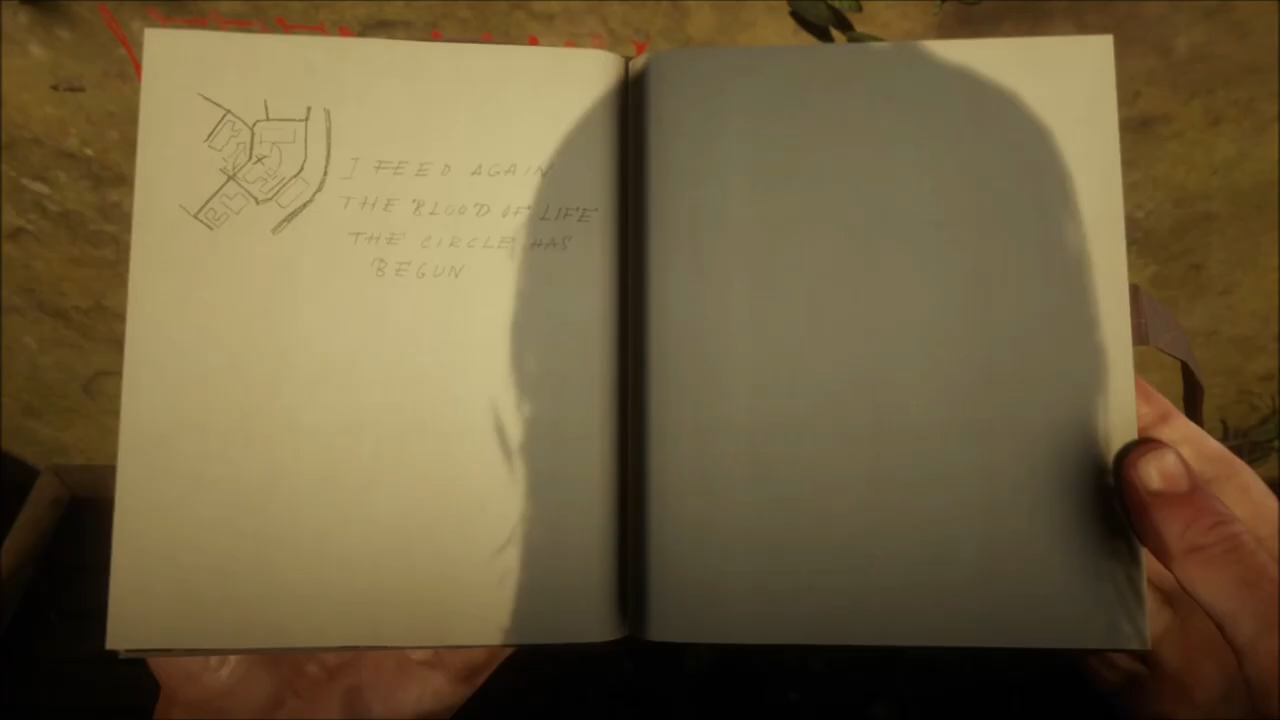 I FEED AGAIN
THE BLOOD OF LIFE
THE CIRCLE HAS
BEGUN